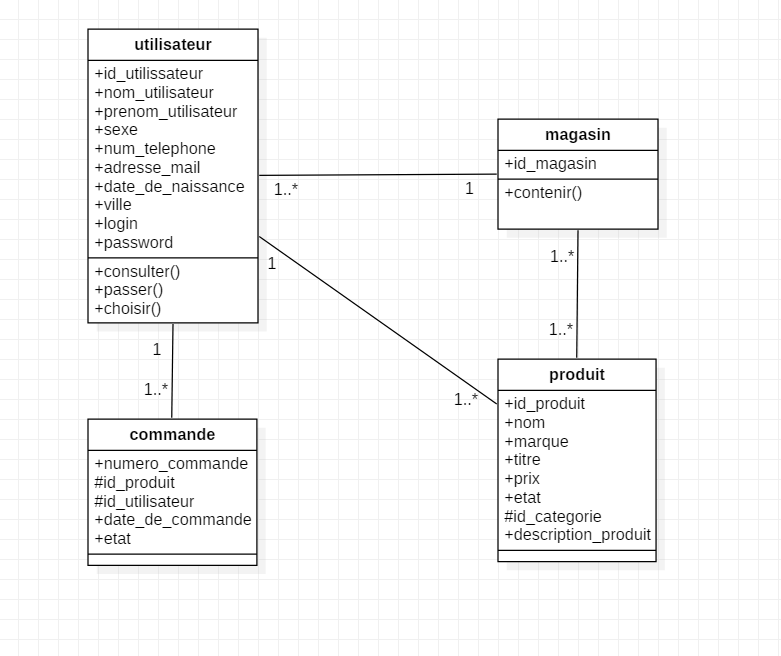 utilisateur
+id_utilissateur
+nom_utilisateur
+prenom_utilisateur
+sexe
+num_telephone
+adresse_mail
+date_de_naissance
+ville
+login
+password
+consulter()
+passer()
+choisir()
magasin
+id_magasin
+contenir()
1..*
1
1
1..*
1..*
1..*
1
1..*
commande
+numero_commande
#id_produit
#id_utilisateur
+date_de_commande
+etat
produit
+id_produit
+nom
+marque
+titre
+prix
+etat
#id_categorie
+description_produit